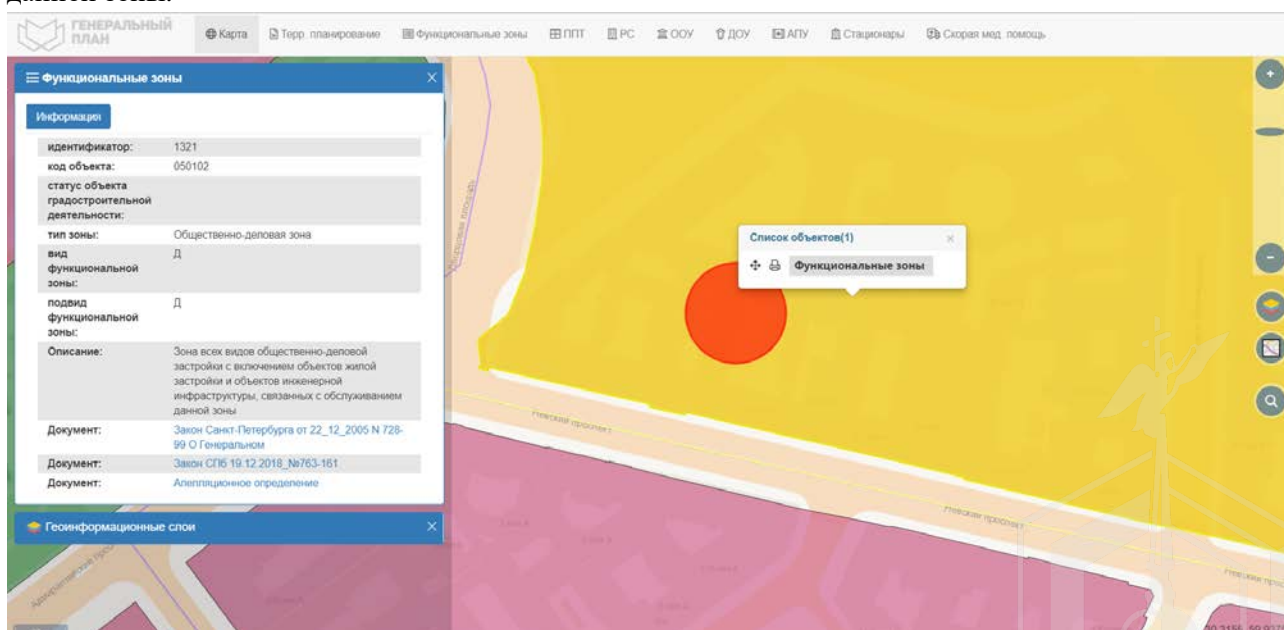 данной зоны.
ГЕНЕРАЛЬНЫЙ
ПЛАН
Карта Терр. планирование Функциональные зоны ППТ РС ООУ ДОУ АПУ Стационары Скорая мед. помощь
Функциональные зоны
Информация
идентификатор: 1321
код объекта: 050102
статус объекта
градостроительной
деятельности:
тип зоны: Общественно-деловая зона
вид Д
функциональной
зоны:
подвид Д
функциональной
зоны:
Описание: Зона всех видов общественно-деловой
застройки с включением объектов жилой
застройки и объектов инженерной
инфраструктуры, связанных с обслуживанием
данной зоны
Документ: Закон Санкт-Петербурга от 22_12_2005 N 728-
99 О Генеральном
Документ: Закон СПб 19.12.2018_№763-161
Документ: Апелляционное определение
Список объектов(1)
Функциональные зоны
Дворцовая площадь
Невский проспект
Невский проспект
Геоинформационные слои